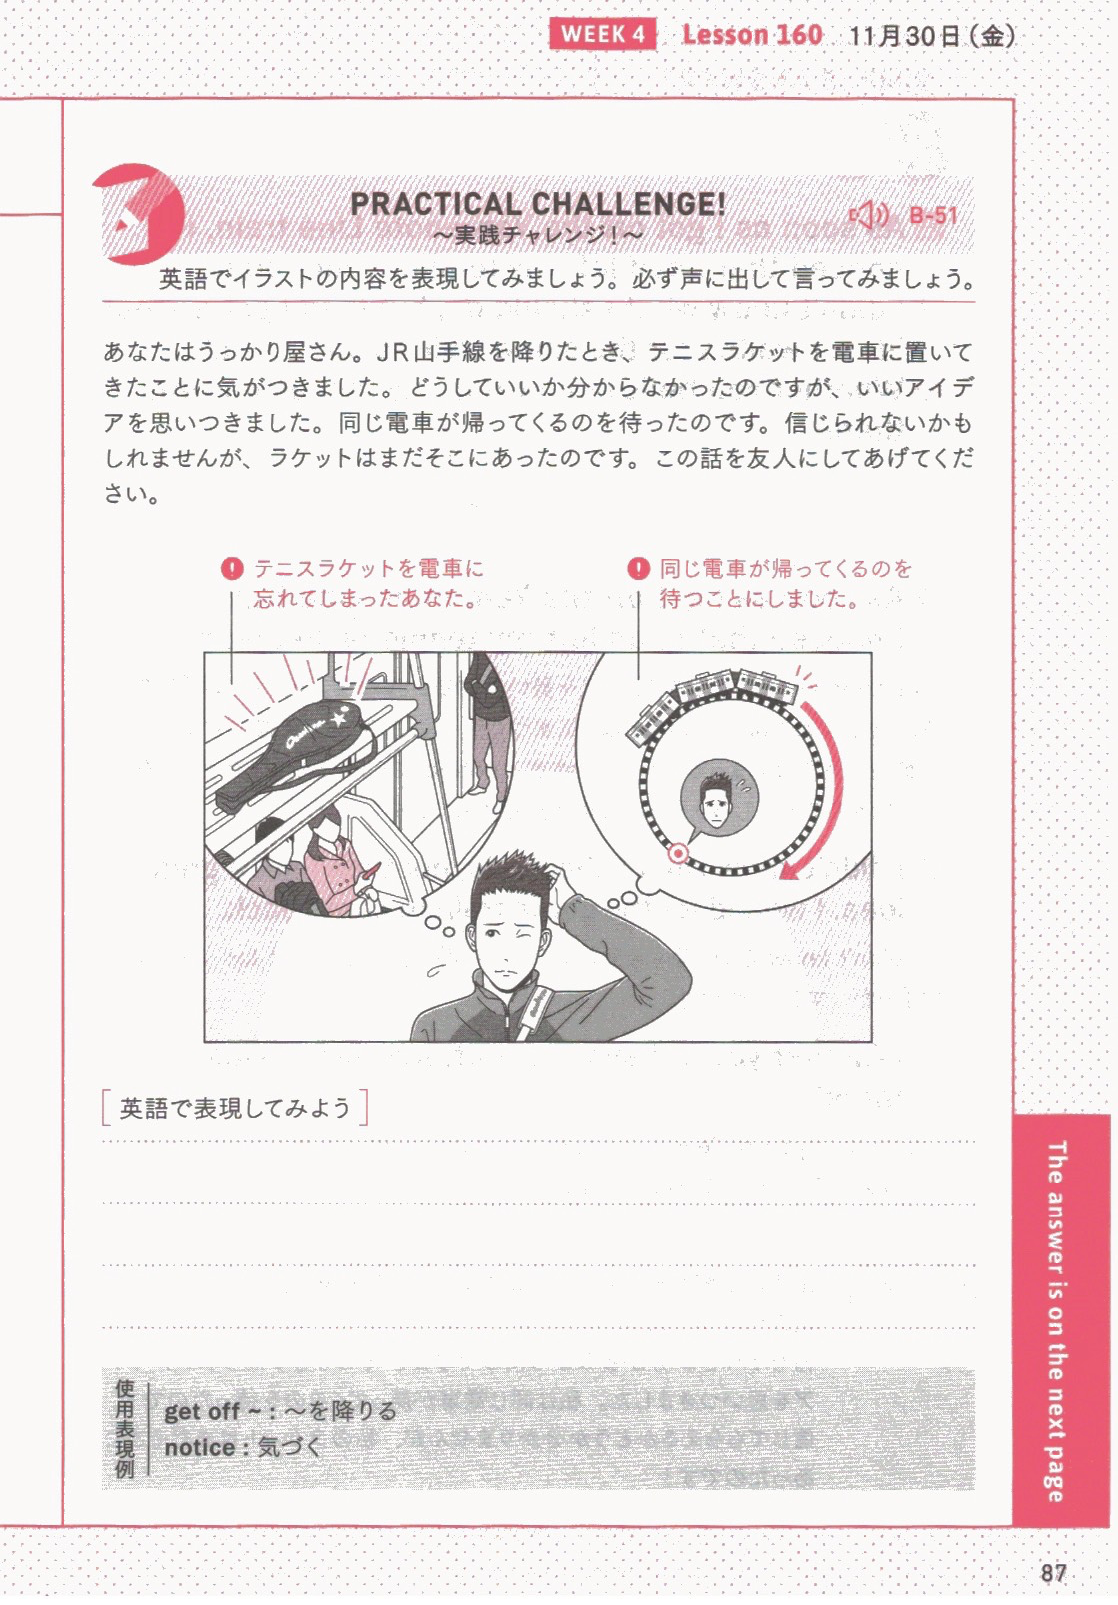 WEEK 4 Lesson 160 11月30日(金)
PRACTICAL CHALLENGE!
〜実践チャレンジ!〜
B-51
英語でイラストの内容を表現してみましょう。必ず声に出して言ってみましょう。
あなたはうっかり屋さん。JR山手線を降りたとき、テニスラケットを電車に置いて
きたことに気がつきました。どうしていいか分からなかったのですが、いいアイデ
アを思いつきました。同じ電車が帰ってくるのを待ったのです。信じられないかも
しれませんが、ラケットはまだそこにあったのです。この話を友人にしてあげてくだ
さい。
! テニスラケットを電車に
忘れてしまったあなた。
! 同じ電車が帰ってくるのを
待つことにしました。
[英語で表現してみよう]
使用表現例
get off ~ : 〜を降りる
notice : 気づく
The answer is on the next page
87